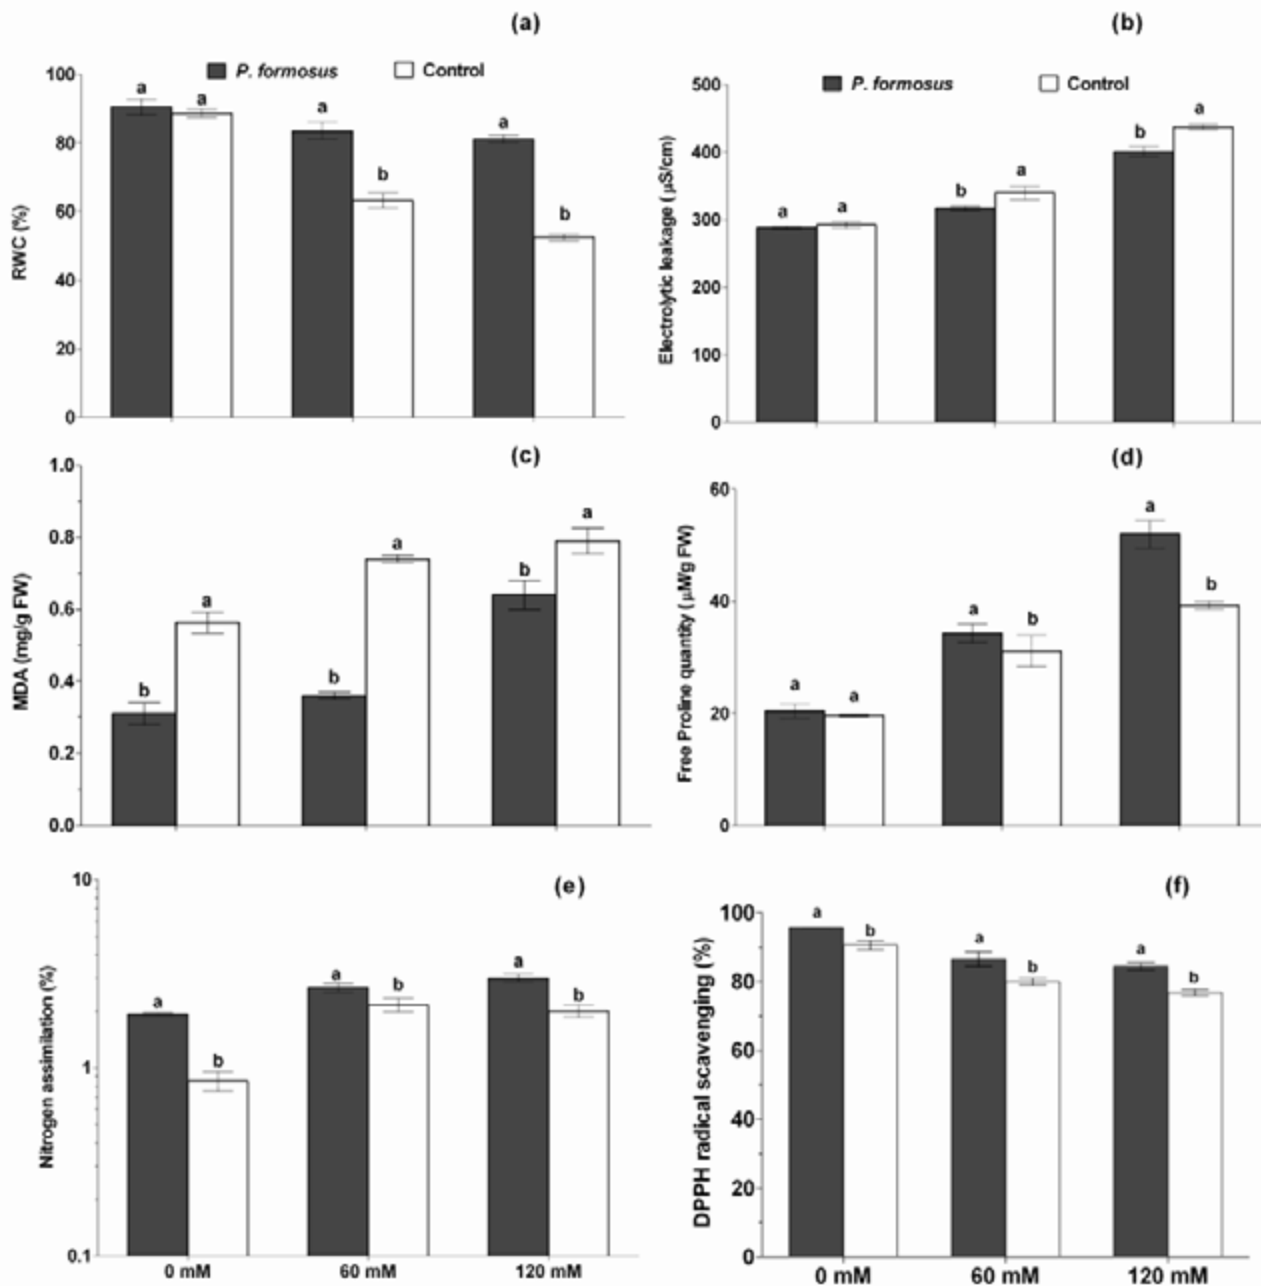 (a)
P. formosus Control
100
80
60
40
20
0
RWC (%)
a a a b a b
(b)
P. formosus Control
500
400
300
200
100
0
Electrolytic leakage (µS/cm)
a a b a b a
(c)
1.0
0.8
0.6
0.4
0.2
0.0
MDA (mg/g FW)
b a b a b a
(d)
60
40
20
0
Free Proline quantity (µM/g FW)
a a a b a b
(e)
10
1
0.1
Nitrogen assimilation (%)
a b a b a b
0 mM 60 mM 120 mM
(f)
100
80
60
40
20
0
DPPH radical scavenging (%)
a b a b a b
0 mM 60 mM 120 mM